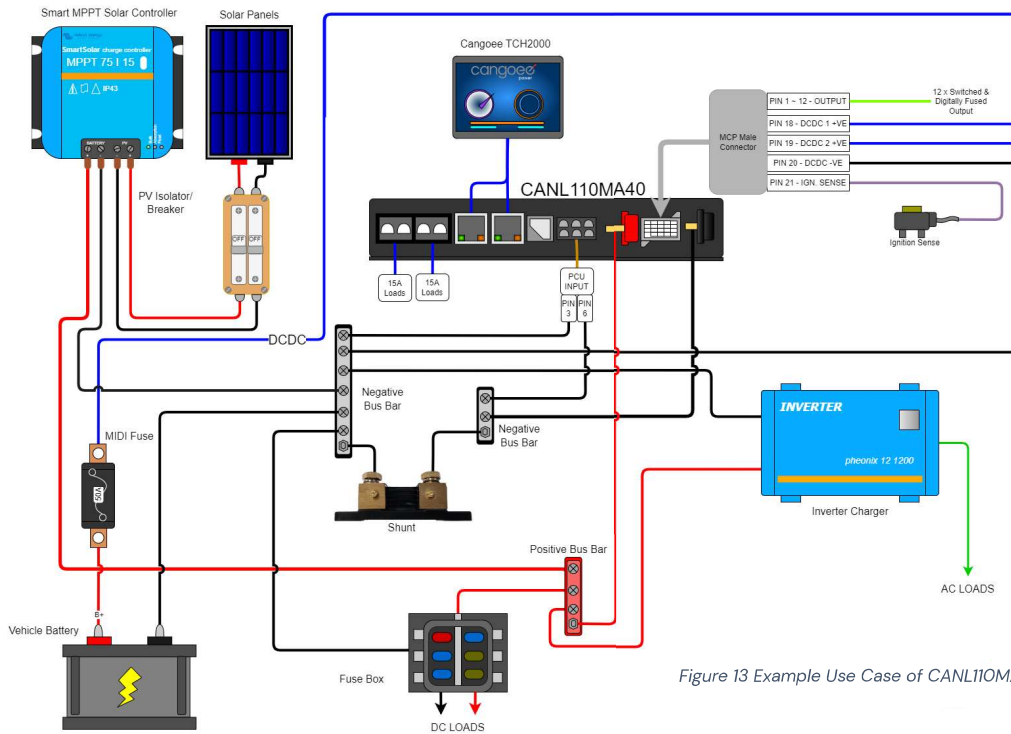 Smart MPPT Solar Controller
Solar Panels
SmartSolar charge controller
MPPT 75 | 15
IP43
BATTERY
PV
Cangoee TCH2000
cangoee
power
MCP Male
Connector
PIN 1 ~ 12 - OUTPUT
PIN 18 - DCDC 1 +VE
PIN 19 - DCDC 2 +VE
PIN 20 - DCDC -VE
PIN 21 - IGN. SENSE
12 x Switched &
Digitally Fused
Output
Ignition Sense
PV Isolator/
Breaker
OFF
OFF
CANL110MA40
15A
Loads
15A
Loads
PCU
INPUT
PIN
3
PIN
6
DCDC
Negative
Bus Bar
Negative
Bus Bar
MIDI Fuse
50A
Shunt
INVERTER
pheonix 12 1200
Inverter Charger
Positive Bus Bar
AC LOADS
B+
Vehicle Battery
Fuse Box
DC LOADS
Figure 13 Example Use Case of CANL110MA